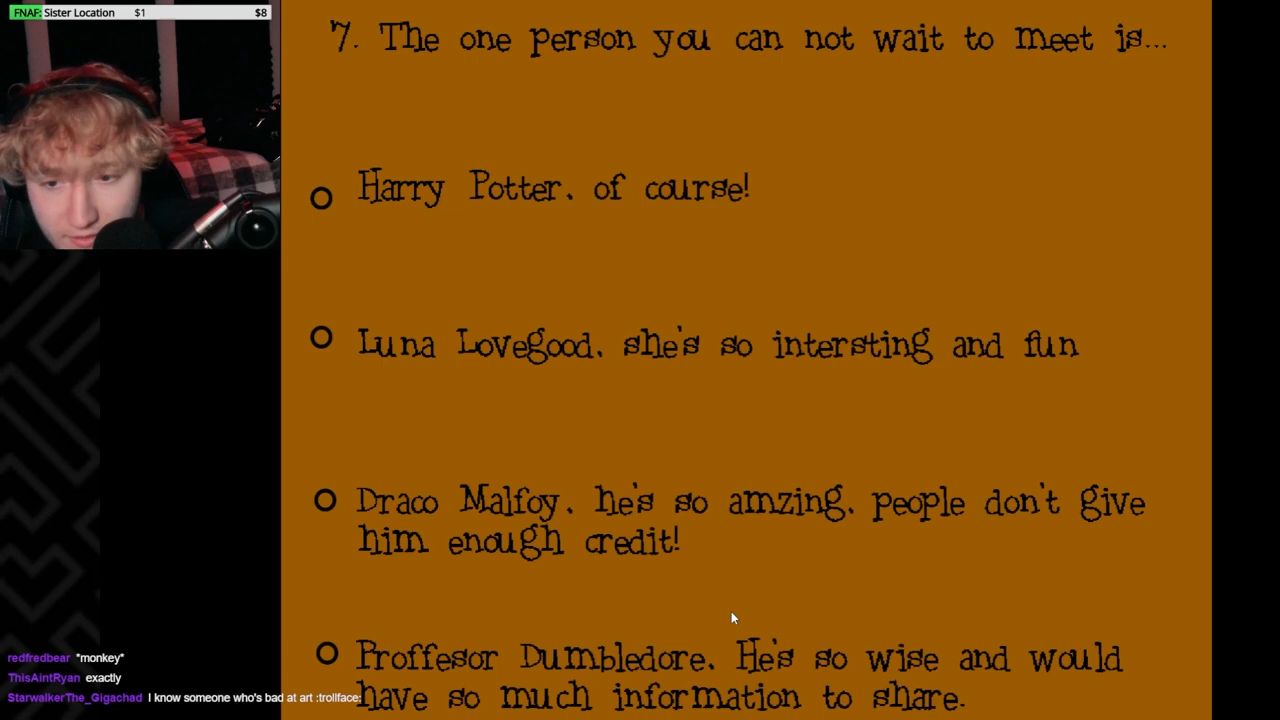 FNAF: Sister Location $1 $8
7. The one person you can not wait to meet is...
Harry Potter, of course!
Luna Lovegood, she's so intersting and fun
Draco Malfoy, he's so amzing, people don't give
him enough credit!
Proffesor Dumbledore. He's so wise and would
have so much information to share.
redfredbear *monkey*
ThisAintRyan exactly
StarwalkerThe_Gigachad I know someone who's bad at art :trollface: